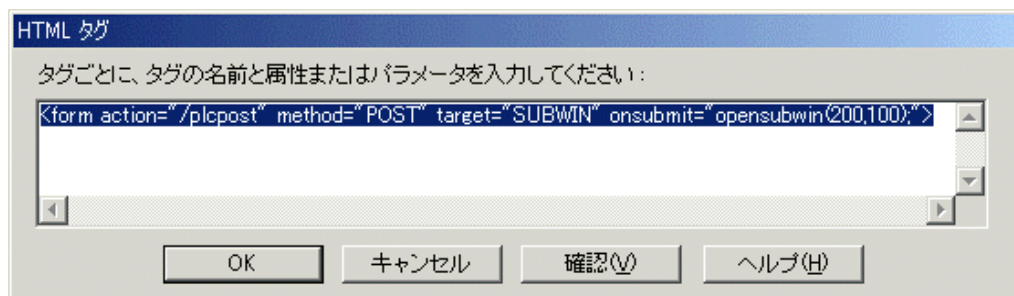 HTML タグ
タグごとに、タグの名前と属性またはパラメータを入力してください:
<form action="/plcpost" method="POST" target="SUBWIN" onsubmit="opensubwin(200,100);">
OK キャンセル 確認(V) ヘルプ(H)